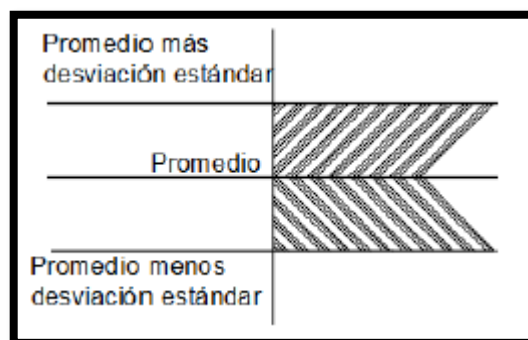 Promedio más
desviación estándar
Promedio
Promedio menos
desviación estándar